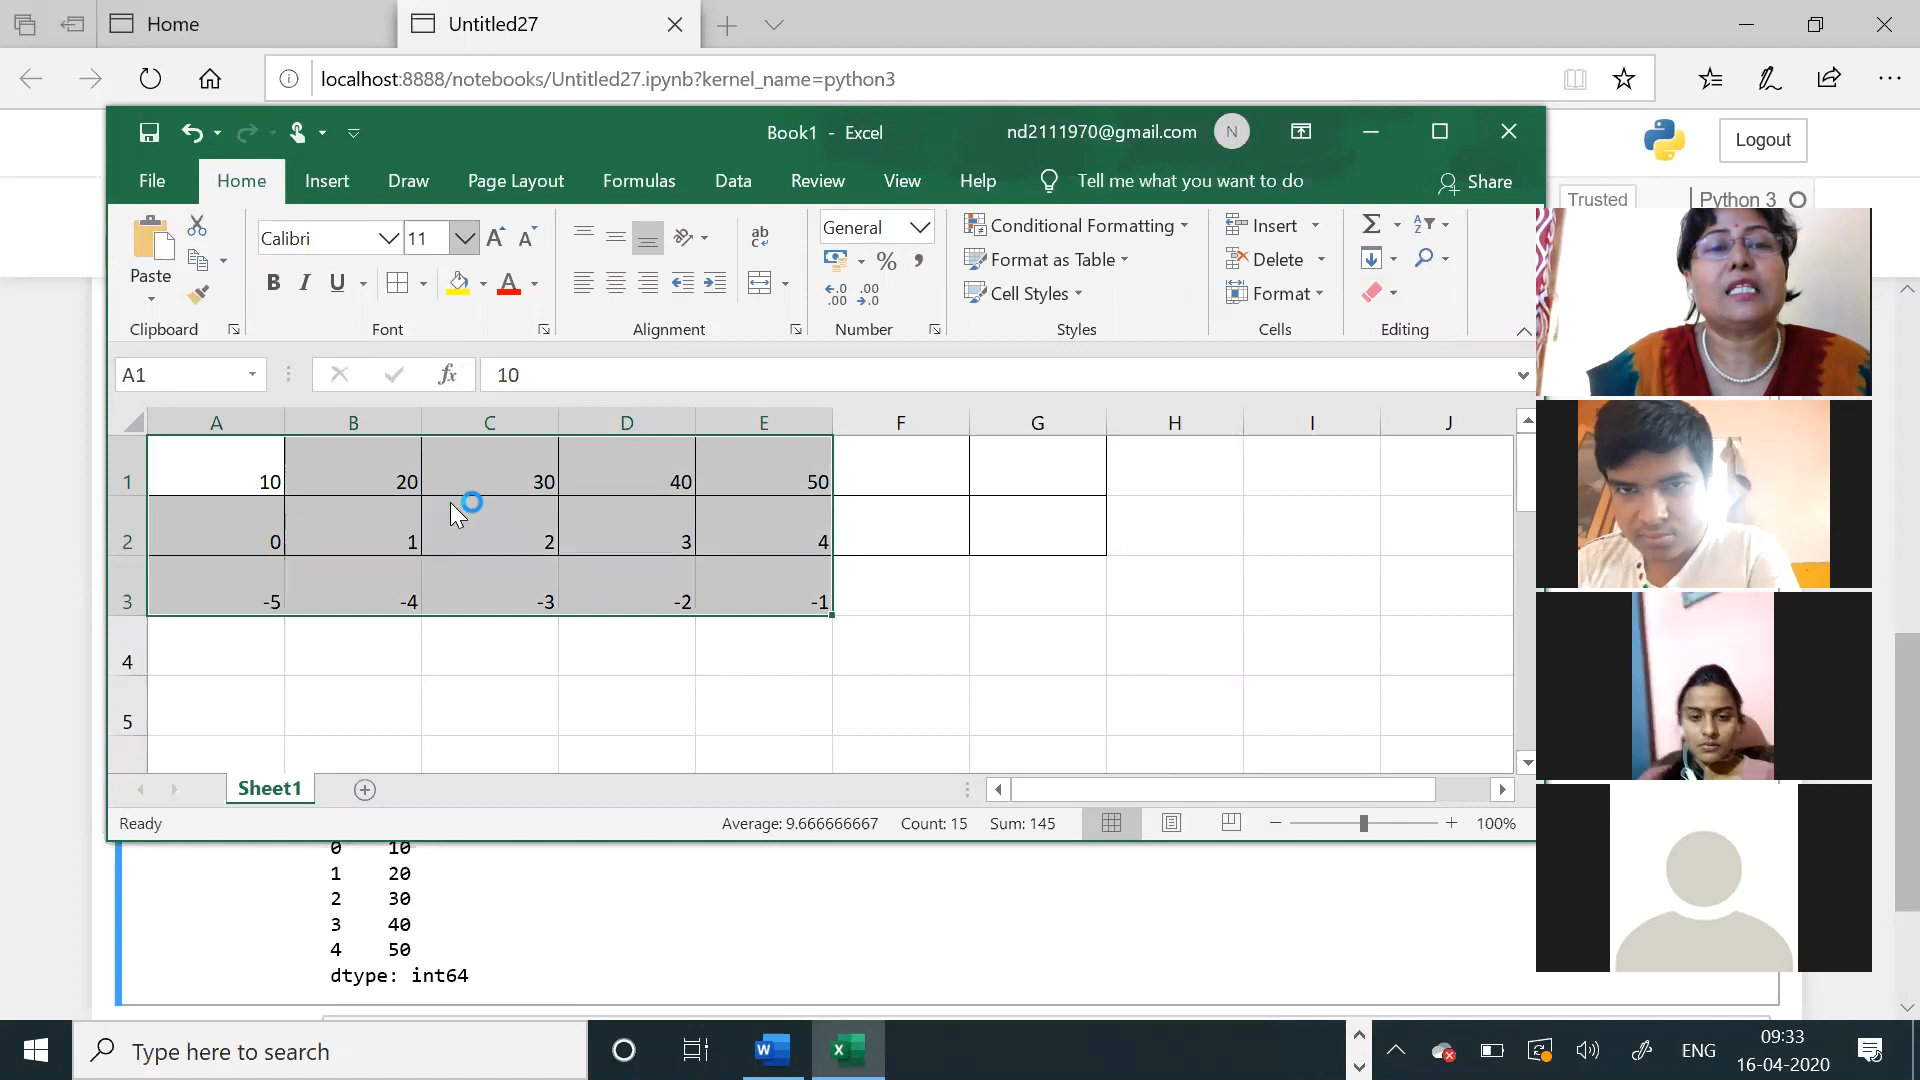 Home
Untitled27
localhost:8888/notebooks/Untitled27.ipynb?kernel_name=python3
Book1 - Excel
nd2111970@gmail.com
N
Logout
File
Home
Insert
Draw
Page Layout
Formulas
Data
Review
View
Help
Tell me what you want to do
Share
Trusted
Python 3
Paste
Clipboard
Calibri
11
B I U
Font
ab
Alignment
General
% ,
.00
.00
Number
Conditional Formatting
Format as Table
Cell Styles
Styles
Insert
Delete
Format
Cells
Editing
A1
fx
10
A B C D E F G H I J
1 10 20 30 40 50
2 0 1 2 3 4
3 -5 -4 -3 -2 -1
4
5
Sheet1
Ready
Average: 9.666666667
Count: 15
Sum: 145
100%
0 10
1 20
2 30
3 40
4 50
dtype: int64
Type here to search
ENG
09:33
16-04-2020